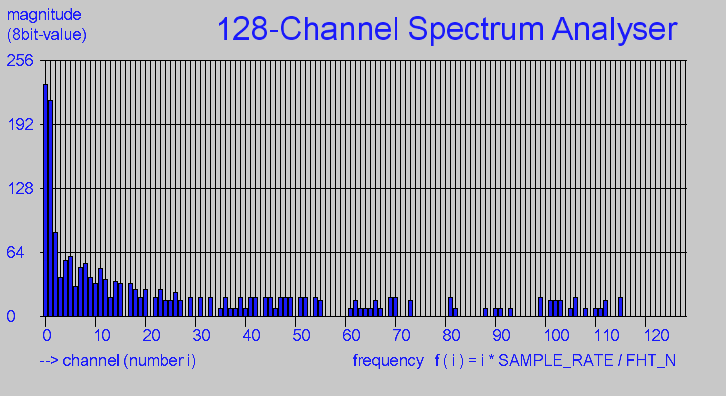 magnitude
(8bit-value)
128-Channel Spectrum Analyser
256
192
128
64
0
0 10 20 30 40 50 60 70 80 90 100 110 120
--> channel (number i)
frequency f ( i ) = i * SAMPLE_RATE / FHT_N